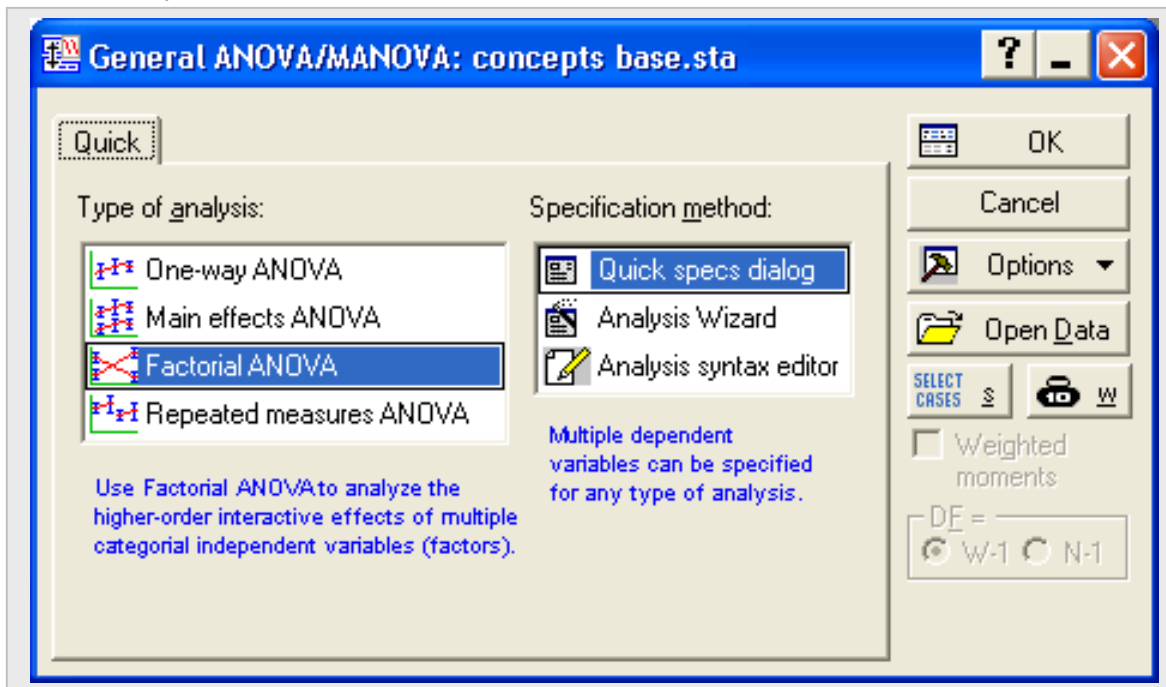 General ANOVA/MANOVA: concepts base.sta
Quick
Type of analysis:
One-way ANOVA
Main effects ANOVA
Factorial ANOVA
Repeated measures ANOVA
Use Factorial ANOVA to analyze the
higher-order interactive effects of multiple
categorial independent variables (factors).
Specification method:
Quick specs dialog
Analysis Wizard
Analysis syntax editor
Multiple dependent
variables can be specified
for any type of analysis.
OK
Cancel
Options
Open Data
SELECT
CASES S
W
Weighted
moments
DF =
W-1 N-1